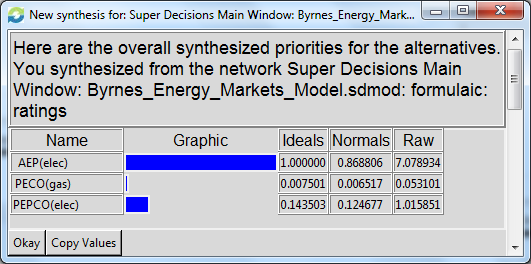 New synthesis for: Super Decisions Main Window: Byrnes_Energy_Mark...
Here are the overall synthesized priorities for the alternatives.
You synthesized from the network Super Decisions Main
Window: Byrnes_Energy_Markets_Model.sdmod: formulaic:
ratings
Name Graphic Ideals Normals Raw
AEP(elec) 1.000000 0.868806 7.078934
PECO(gas) 0.007501 0.006517 0.053101
PEPCO(elec) 0.143503 0.124677 1.015851
Okay Copy Values